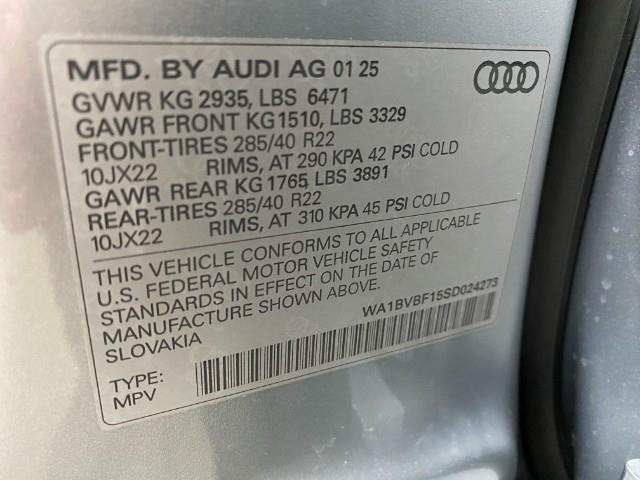 MFD. BY AUDI AG 01 25
GVWR KG 2935, LBS 6471
GAWR FRONT KG 1510, LBS 3329
FRONT-TIRES 285/40 R22
10JX22 RIMS, AT 290 KPA 42 PSI COLD
GAWR REAR KG 1765, LBS 3891
REAR-TIRES 285/40 R22
10JX22 RIMS, AT 310 KPA 45 PSI COLD
THIS VEHICLE CONFORMS TO ALL APPLICABLE
U.S. FEDERAL MOTOR VEHICLE SAFETY
STANDARDS IN EFFECT ON THE DATE OF
MANUFACTURE SHOWN ABOVE.
SLOVAKIA
WA1BVBF15SD024273
TYPE:
MPV